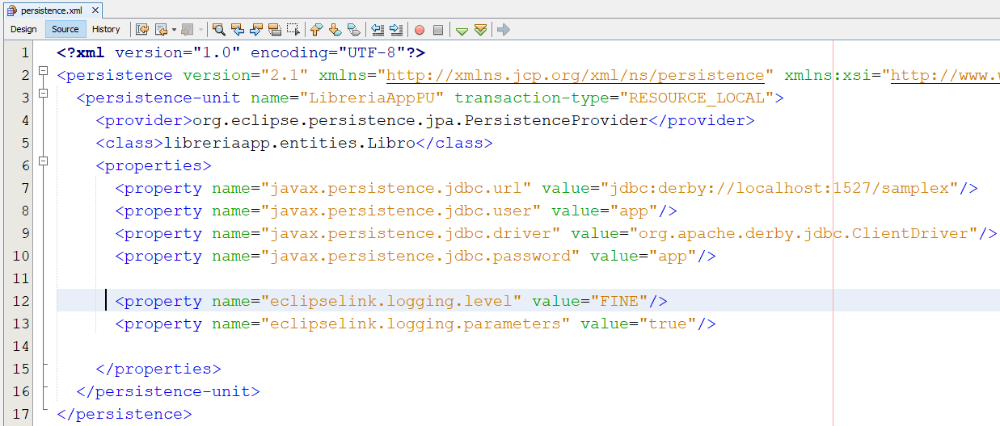 persistence.xml
Design Source History
1 <?xml version="1.0" encoding="UTF-8"?>
2 <persistence version="2.1" xmlns="http://xmlns.jcp.org/xml/ns/persistence" xmlns:xsi="http://www.
3 <persistence-unit name="LibreriaAppPU" transaction-type="RESOURCE_LOCAL">
4 <provider>org.eclipse.persistence.jpa.PersistenceProvider</provider>
5 <class>libreriaapp.entities.Libro</class>
6 <properties>
7 <property name="javax.persistence.jdbc.url" value="jdbc:derby://localhost:1527/samplex"/>
8 <property name="javax.persistence.jdbc.user" value="app"/>
9 <property name="javax.persistence.jdbc.driver" value="org.apache.derby.jdbc.ClientDriver"/>
10 <property name="javax.persistence.jdbc.password" value="app"/>
11
12 <property name="eclipselink.logging.level" value="FINE"/>
13 <property name="eclipselink.logging.parameters" value="true"/>
14
15 </properties>
16 </persistence-unit>
17 </persistence>